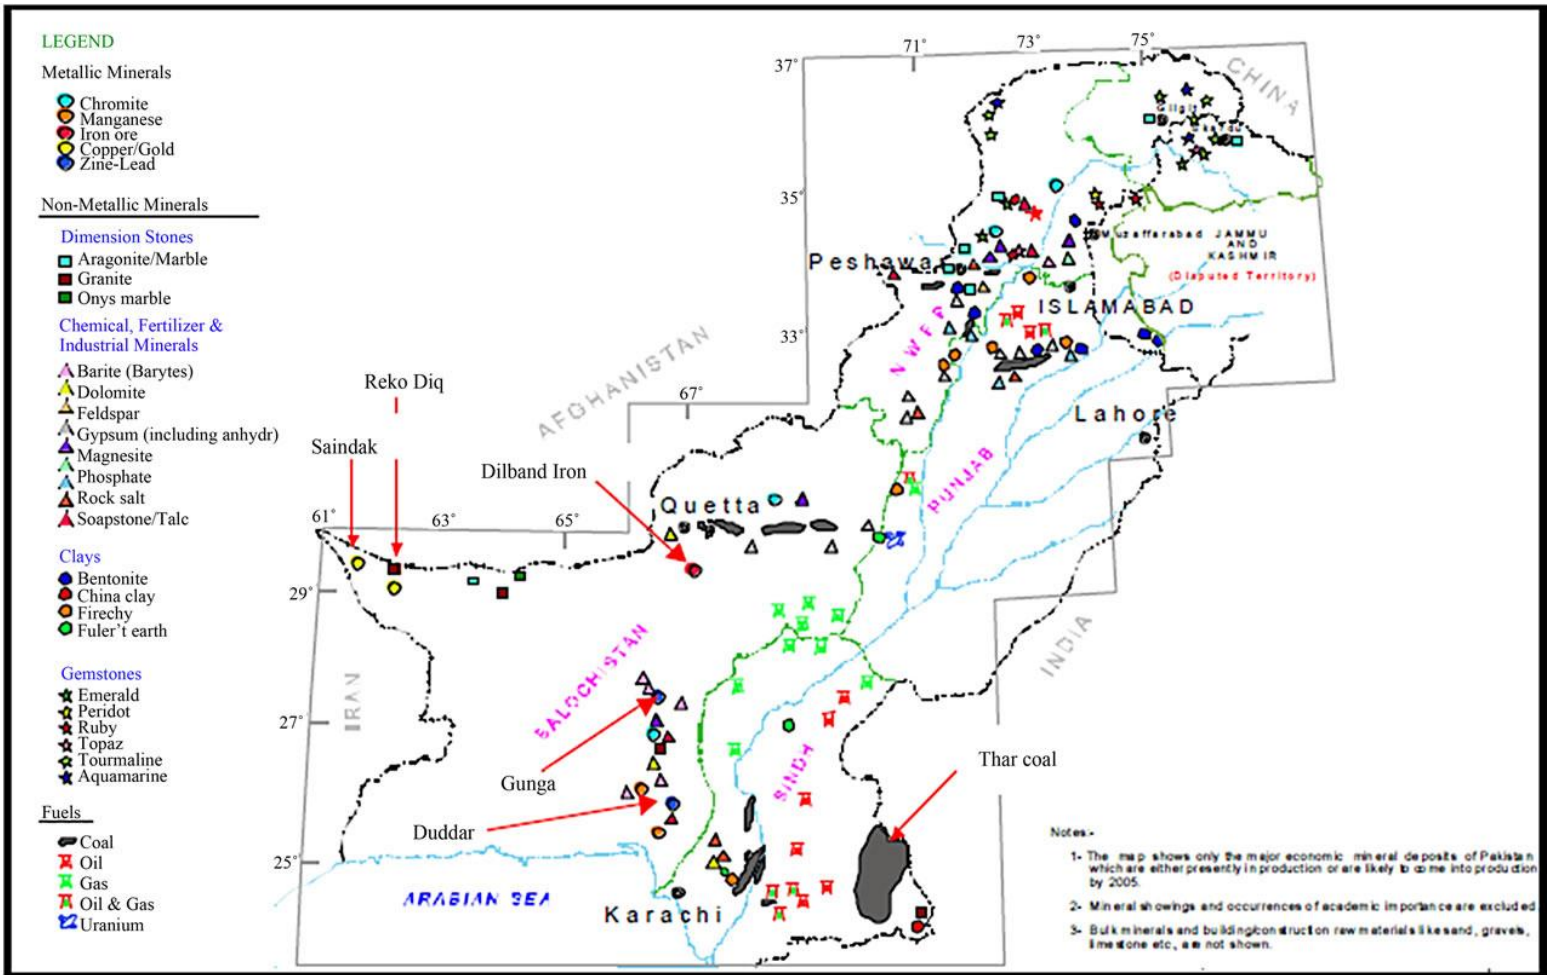 LEGEND
Metallic Minerals
Chromite
Manganese
Iron ore
Copper/Gold
Zine-Lead
Non-Metallic Minerals
Dimension Stones
Aragonite/Marble
Granite
Onys marble
Chemical, Fertilizer &
Industrial Minerals
Barite (Barytes)
Dolomite
Feldspar
Gypsum (including anhydr)
Magnesite
Phosphate
Rock salt
Soapstone/Talc
Clays
Bentonite
China clay
Firechy
Fuler't earth
Gemstones
Emerald
Peridot
Ruby
Topaz
Tourmaline
Aquamarine
Fuels
Coal
Oil
Gas
Oil & Gas
Uranium
71°
73°
75°
37°
35°
33°
67°
61°
63°
65°
29°
27°
25°
CHINA
Gilgit
Skardu
Muzaffarabad
JAMMU
AND
KASHMIR
(Disputed Territory)
Peshawar
ISLAMABAD
NWFP
AFGHANISTAN
Reko Diq
Saindak
Dilband Iron
Quetta
Lahore
PUNJAB
BALOCHISTAN
IRAN
INDIA
SINDH
Gunga
Duddar
Thar coal
ARABIAN SEA
Karachi
Notes:-
1- The map shows only the major economic mineral deposits of Pakistan
which are either presently in production or are likely to come into production
by 2005.
2- Mineral showings and occurrences of academic importance are excluded
3- Bulk minerals and building/construction raw materials like sand, gravels,
limestone etc, are not shown.